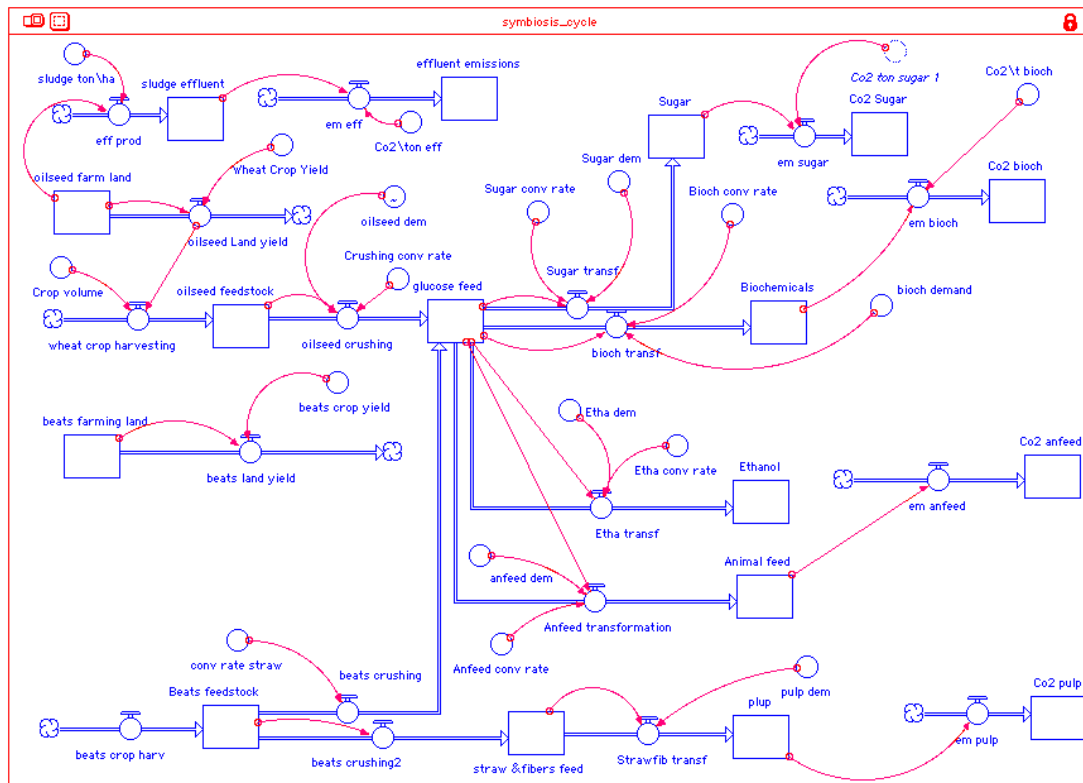 symbiosis_cycle
sludge ton\ha
sludge effluent
effluent emissions
eff prod
em eff
Co2\ton eff
Sugar
Co2 ton sugar 1
Co2 Sugar
Co2\t bioch
em sugar
Co2 bioch
em bioch
oilseed farm land
Wheat Crop Yield
oilseed Land yield
oilseed dem
Sugar dem
Sugar conv rate
Bioch conv rate
Crushing conv rate
glucose feed
Sugar transf
Crop volume
oilseed feedstock
wheat crop harvesting
oilseed crushing
bioch transf
Biochemicals
bioch demand
beats crop yield
beats farming land
beats land yield
Etha dem
Etha conv rate
Ethanol
Etha transf
Co2 anfeed
em anfeed
anfeed dem
Animal feed
Anfeed transformation
Anfeed conv rate
conv rate straw
beats crushing
Beats feedstock
beats crop harv
beats crushing2
straw &fibers feed
Strawfib transf
pulp dem
plup
Co2 pulp
em pulp
~